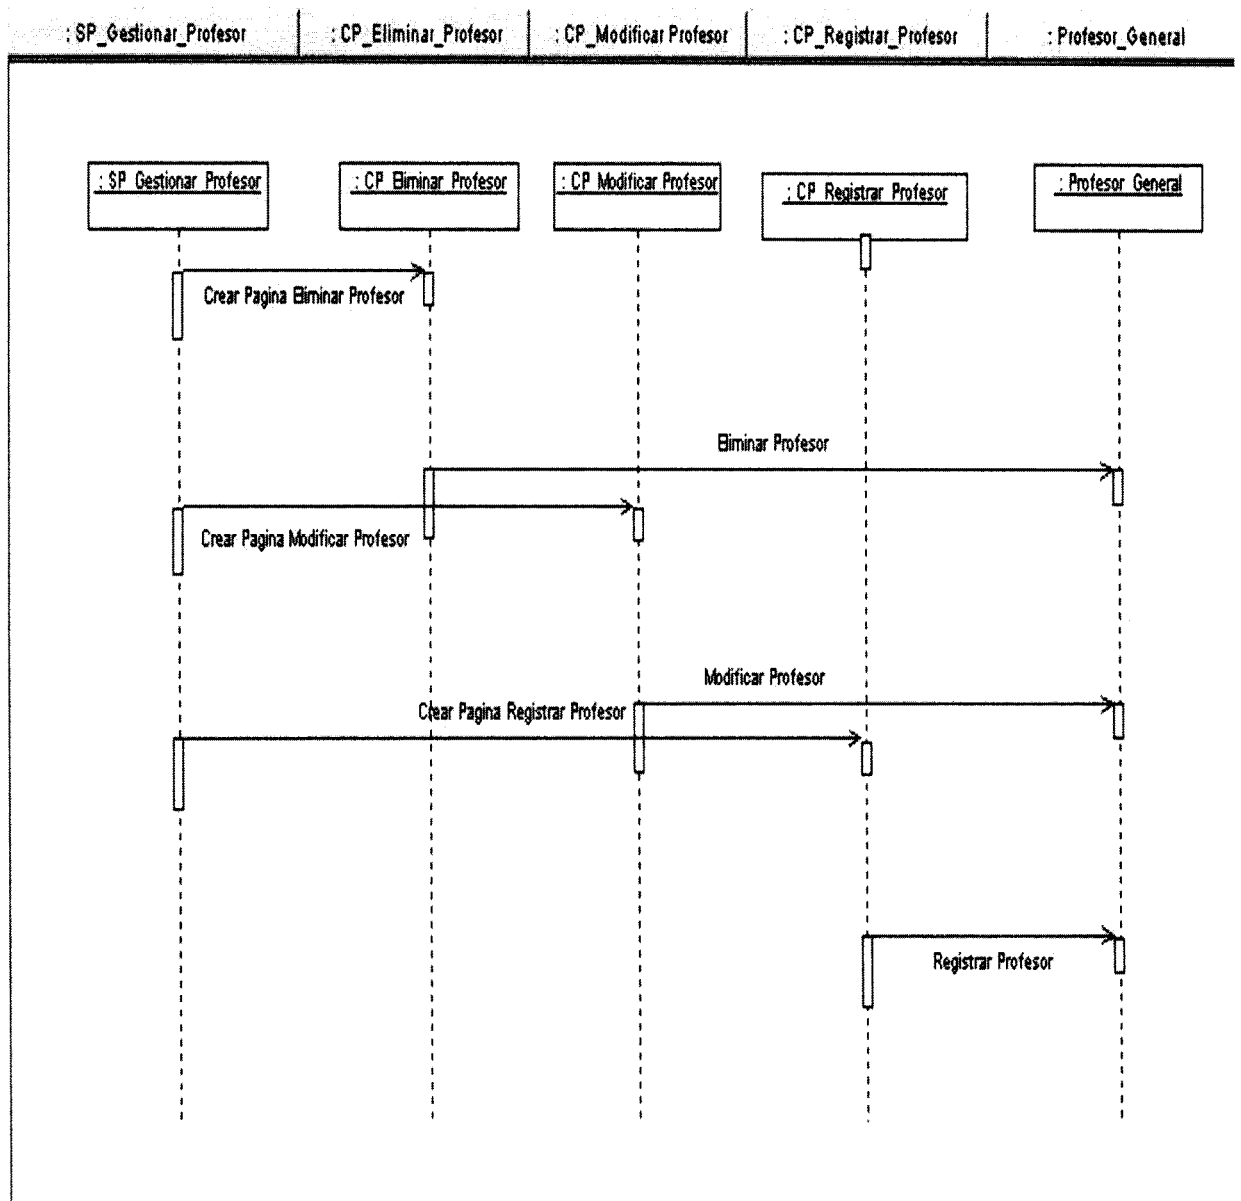 : SP_Gestionar_Profesor
: CP_Eliminar_Profesor
: CP_Modificar Profesor
: CP_Registrar_Profesor
: Profesor_General
: SP Gestionar Profesor
: CP Eliminar Profesor
: CP Modificar Profesor
: CP Registrar Profesor
: Profesor General
Crear Pagina Eliminar Profesor
Eliminar Profesor
Crear Pagina Modificar Profesor
Modificar Profesor
Crear Pagina Registrar Profesor
Registrar Profesor